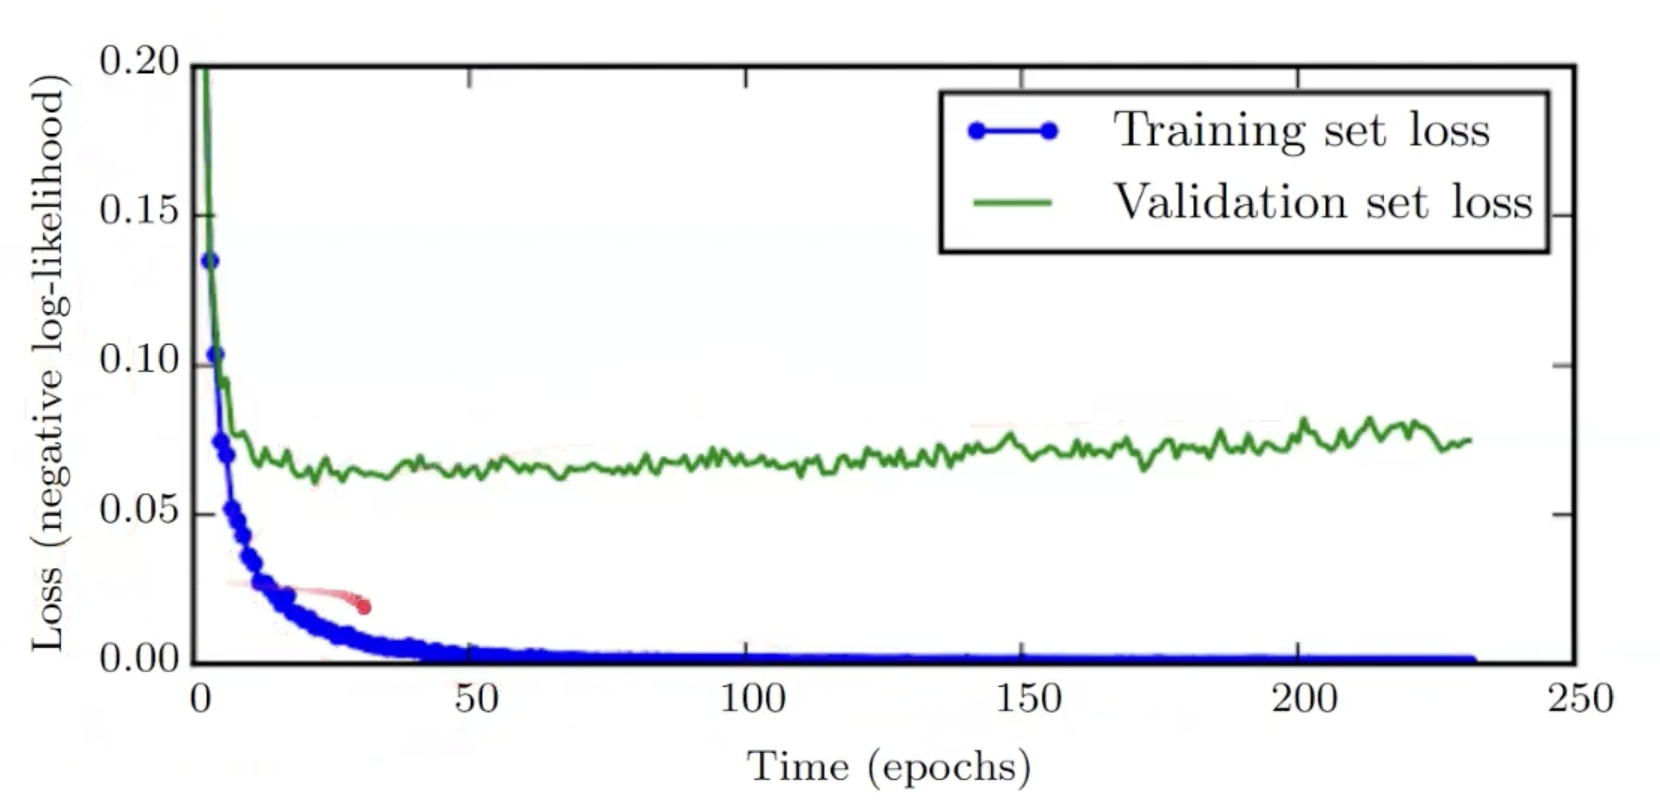 Loss (negative log-likelihood)
0.20
0.15
0.10
0.05
0.00
Training set loss
Validation set loss
0 50 100 150 200 250
Time (epochs)